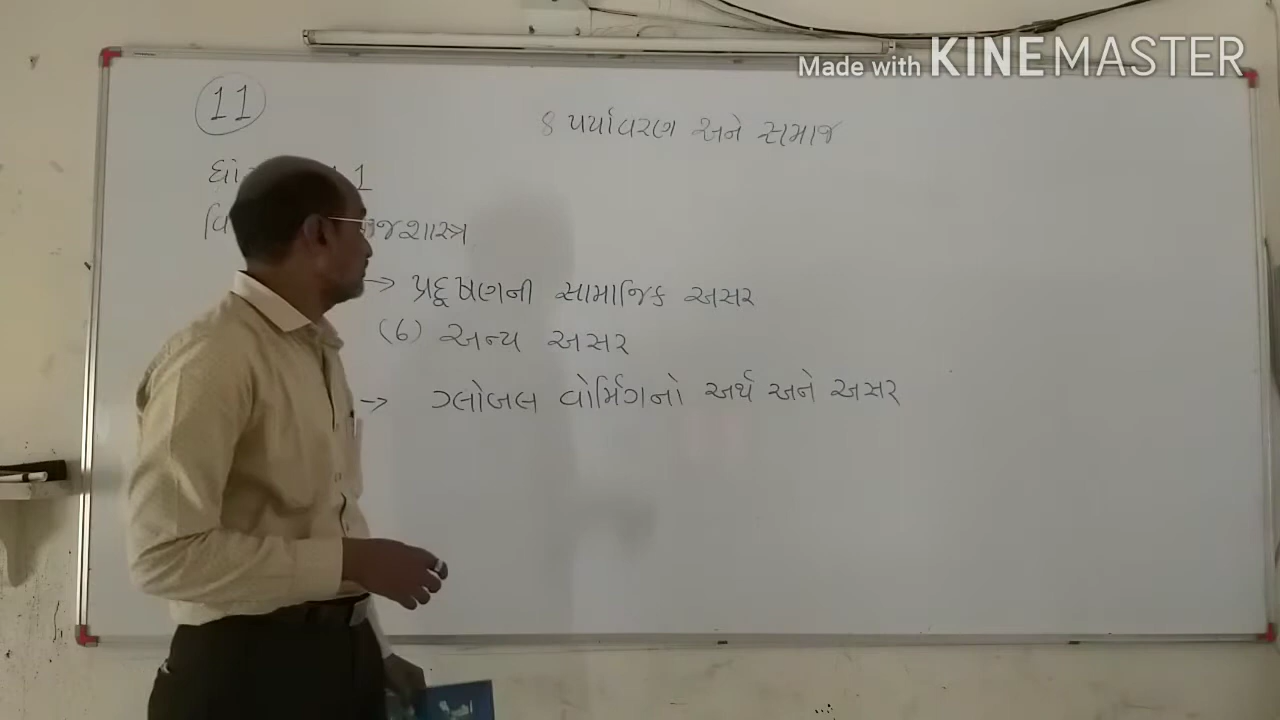 Made with KINEMASTER
11
8 પર્યાવરણ અને સમાજ
1
→ પ્રદૂષણની સામાજિક અસર
(6) અન્ય અસર
→ ગ્લોબલ વોર્મિંગનો અર્થ અને અસર